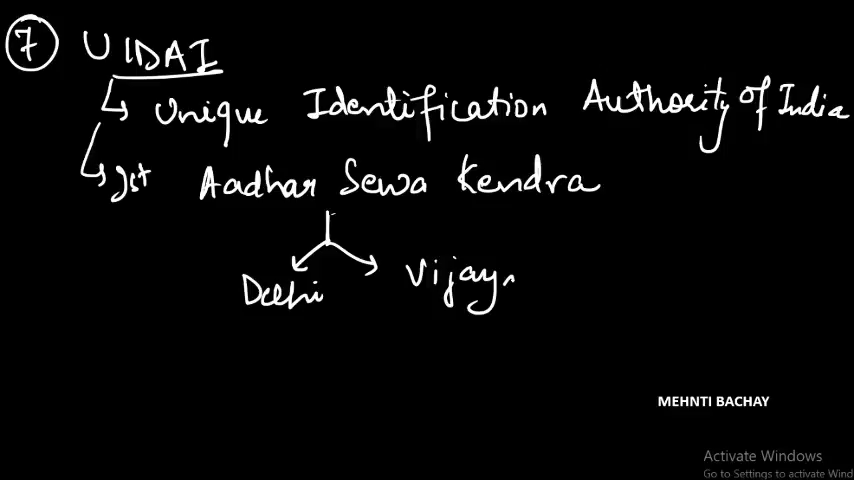 7 UIDAI
Unique Identification Authority of India
1st Aadhar Sewa Kendra
Delhi Vijay
MEHNTI BACHAY
Activate Windows
Go to Settings to activate Wind